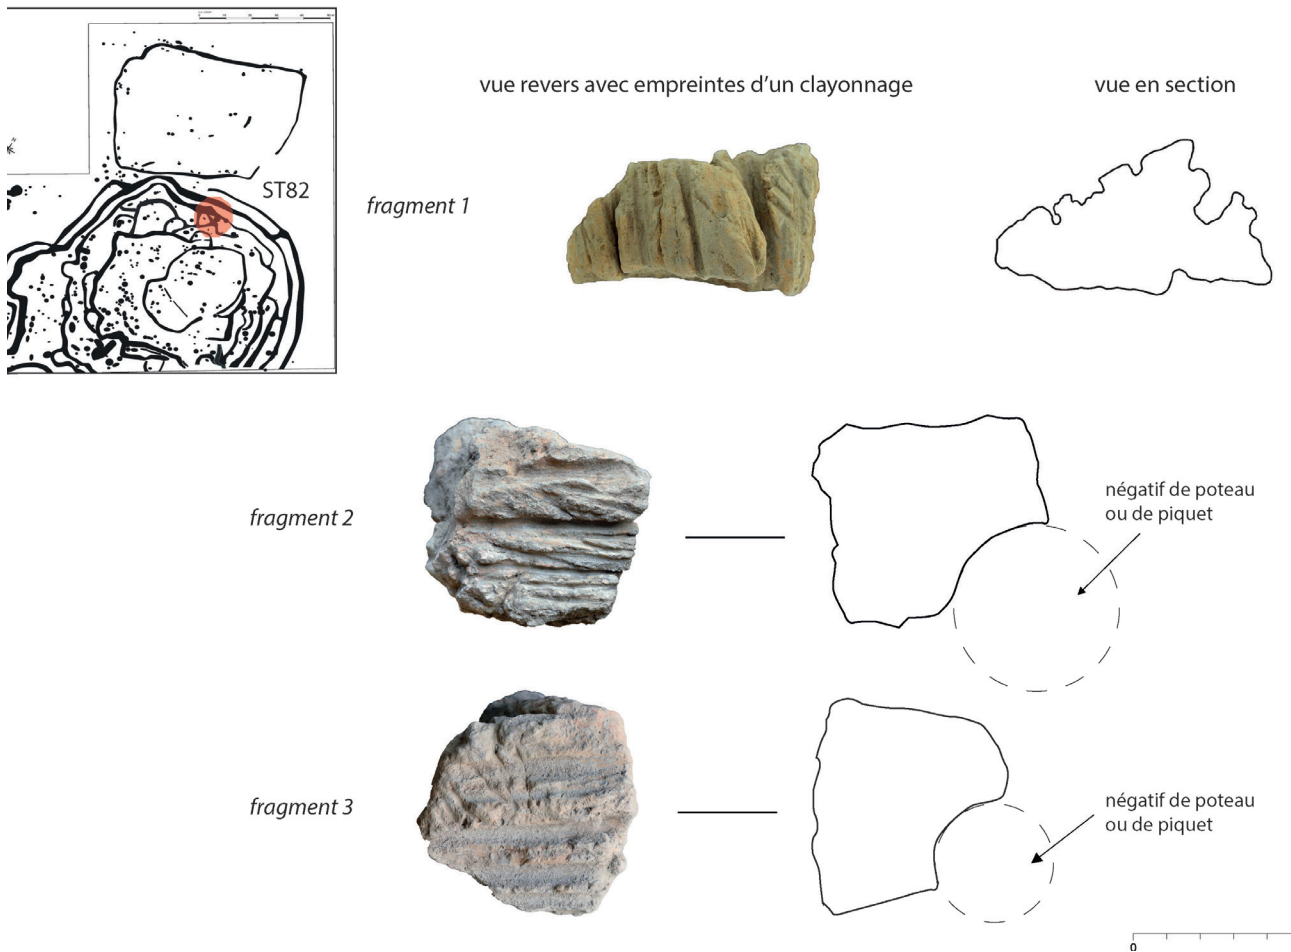 vue revers avec empreintes d’un clayonnage
vue en section
ST82
fragment 1
fragment 2
négatif de poteau
ou de piquet
fragment 3
négatif de poteau
ou de piquet
0